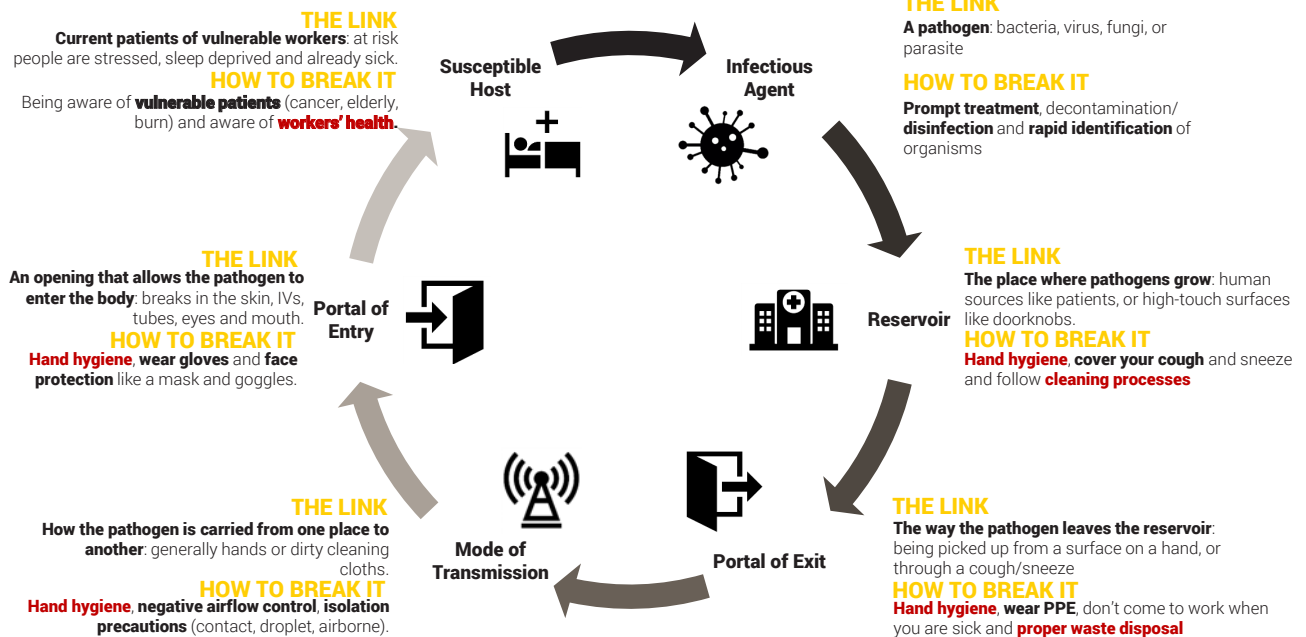 THE LINK
Current patients of vulnerable workers: at risk
people are stressed, sleep deprived and already sick.
HOW TO BREAK IT
Being aware of vulnerable patients (cancer, elderly,
burn) and aware of workers' health.
Susceptible
Host
Infectious
Agent
THE LINK
A pathogen: bacteria, virus, fungi, or
parasite
HOW TO BREAK IT
Prompt treatment, decontamination/
disinfection and rapid identification of
organisms
THE LINK
An opening that allows the pathogen to
enter the body: breaks in the skin, IVs,
tubes, eyes and mouth.
HOW TO BREAK IT
Hand hygiene, wear gloves and face
protection like a mask and goggles.
Portal of
Entry
Reservoir
THE LINK
The place where pathogens grow: human
sources like patients, or high-touch surfaces
like doorknobs.
HOW TO BREAK IT
Hand hygiene, cover your cough and sneeze
and follow cleaning processes
THE LINK
How the pathogen is carried from one place to
another: generally hands or dirty cleaning
cloths.
HOW TO BREAK IT
Hand hygiene, negative airflow control, isolation
precautions (contact, droplet, airborne).
Mode of
Transmission
Portal of Exit
THE LINK
The way the pathogen leaves the reservoir:
being picked up from a surface on a hand, or
through a cough/sneeze
HOW TO BREAK IT
Hand hygiene, wear PPE, don't come to work when
you are sick and proper waste disposal